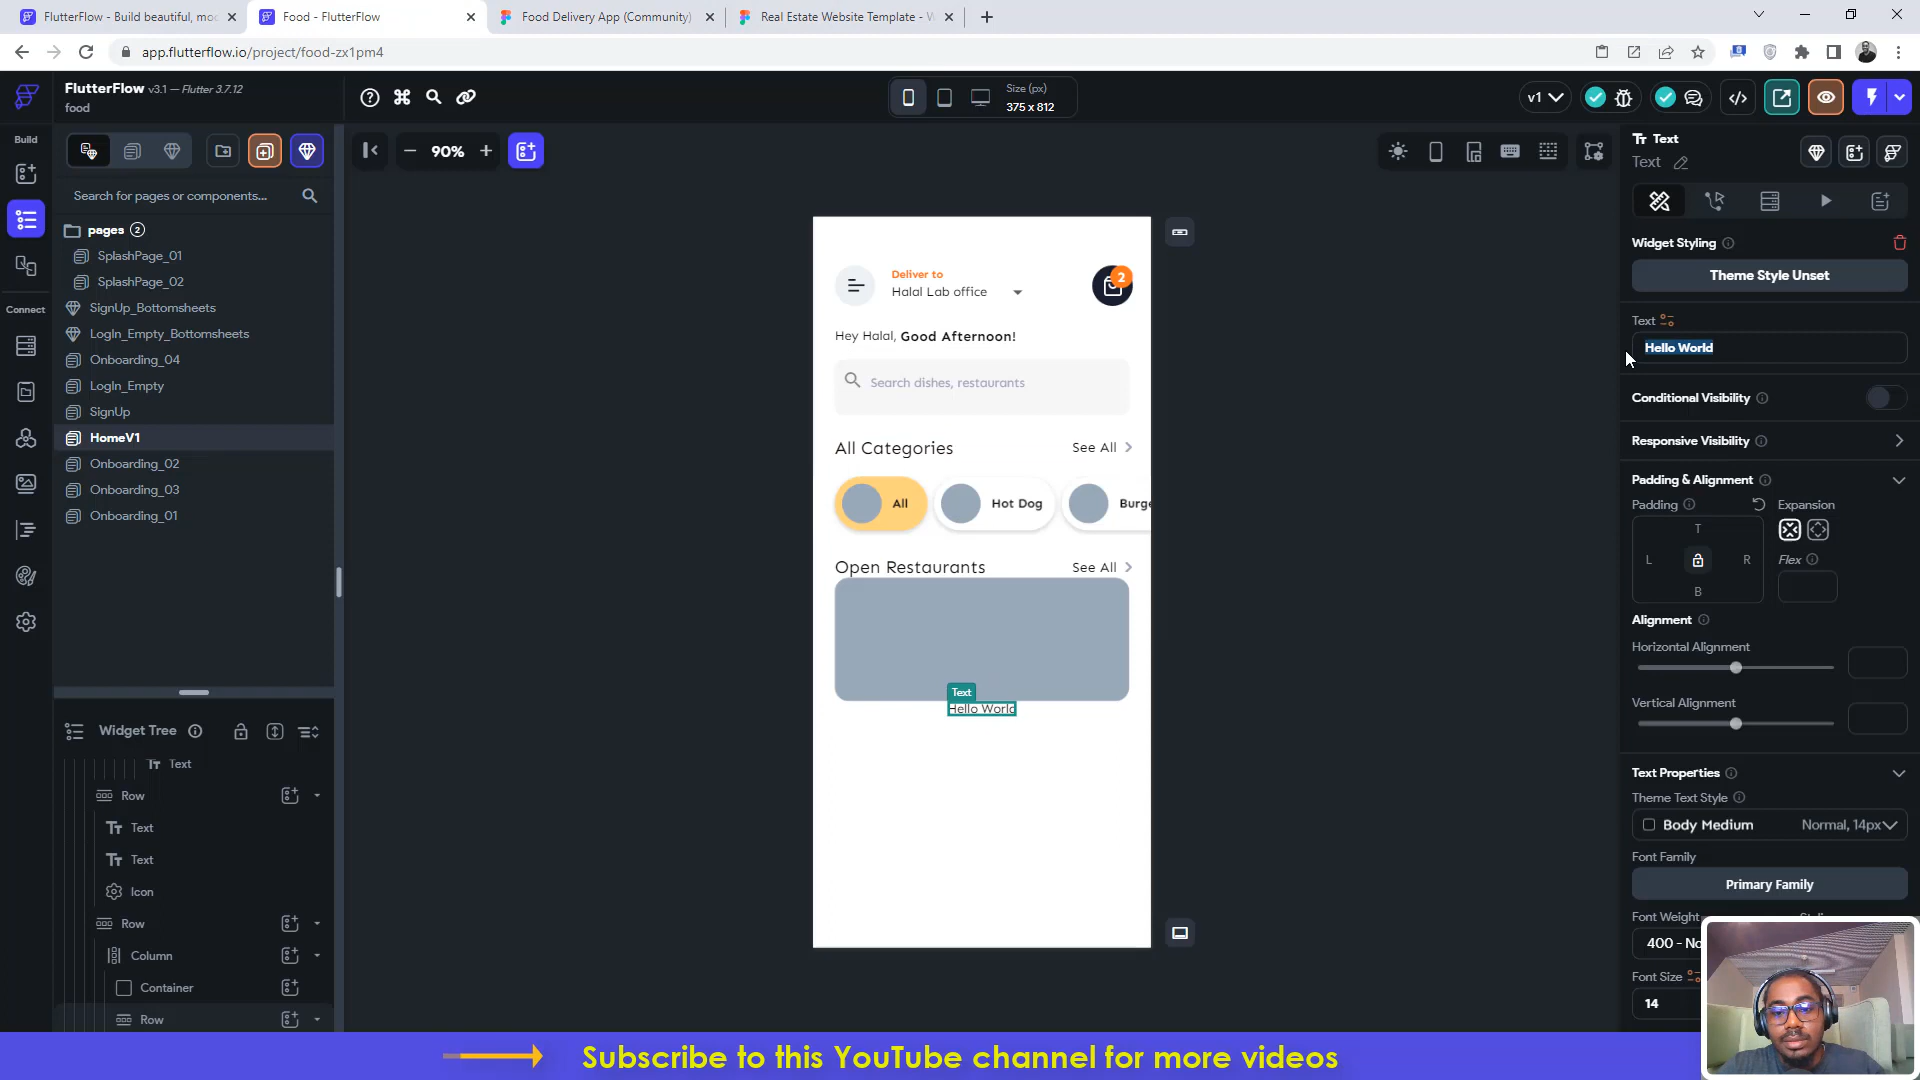 FlutterFlow - Build beautiful, mo
Food - FlutterFlow
Food Delivery App (Community)
Real Estate Website Template - W
app.flutterflow.io/project/food-zx1pm4
FlutterFlow v3.1 — Flutter 3.7.12
food
Size (px)
375 x 812
v1
Build
90%
Search for pages or components...
pages 2
SplashPage_01
SplashPage_02
SignUp_Bottomsheets
LogIn_Empty_Bottomsheets
Connect
Onboarding_04
LogIn_Empty
SignUp
HomeV1
Onboarding_02
Onboarding_03
Onboarding_01
Widget Tree
Text
Row
Text
Text
Icon
Row
Column
Container
Row
Deliver to
Halal Lab office
2
Hey Halal, Good Afternoon!
Search dishes, restaurants
All Categories
See All
All
Hot Dog
Burge
Open Restaurants
See All
Text
Hello World
Text
Text
Widget Styling
Theme Style Unset
Text
Hello World
Conditional Visibility
Responsive Visibility
Padding & Alignment
Padding
Expansion
T
L
R
B
Flex
Alignment
Horizontal Alignment
Vertical Alignment
Text Properties
Theme Text Style
Body Medium
Normal, 14px
Font Family
Primary Family
Font Weight
400 - No
Font Size
14
Subscribe to this YouTube channel for more videos